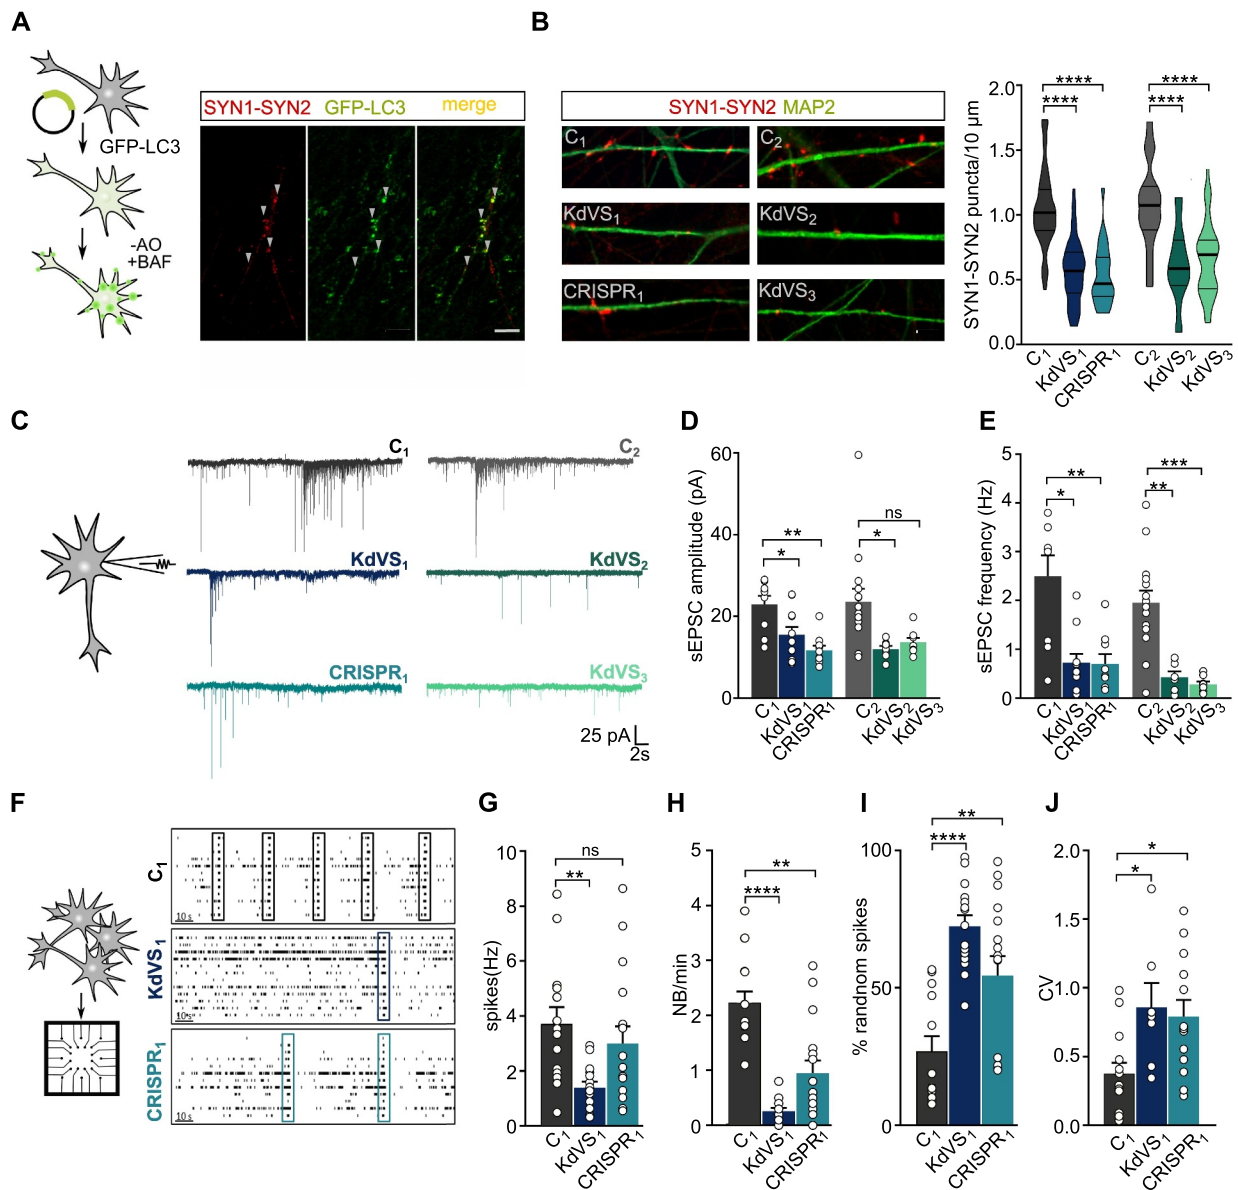 A
GFP-LC3
-AO
+BAF
SYN1-SYN2 GFP-LC3 merge
B
SYN1-SYN2 MAP2
C1
C2
KdVS1
KdVS2
CRISPR1
KdVS3
SYN1-SYN2 puncta/10 µm
2.0
1.5
1.0
0.5
0.0
****
****
****
****
C1
KdVS1
CRISPR1
C2
KdVS2
KdVS3
C
C1
C2
KdVS1
KdVS2
CRISPR1
KdVS3
25 pA
2s
D
sEPSC amplitude (pA)
60
40
20
0
**
*
ns
*
C1
KdVS1
CRISPR1
C2
KdVS2
KdVS3
E
sEPSC frequency (Hz)
5
4
3
2
1
0
**
*
***
**
C1
KdVS1
CRISPR1
C2
KdVS2
KdVS3
F
C1
10 s
KdVS1
10 s
CRISPR1
10 s
G
spikes(Hz)
10
8
6
4
2
0
ns
**
C1
KdVS1
CRISPR1
H
NB/min
5
4
3
2
1
0
**
****
C1
KdVS1
CRISPR1
I
% randnom spikes
100
50
0
**
****
C1
KdVS1
CRISPR1
J
CV
2.0
1.5
1.0
0.5
0.0
*
*
C1
KdVS1
CRISPR1